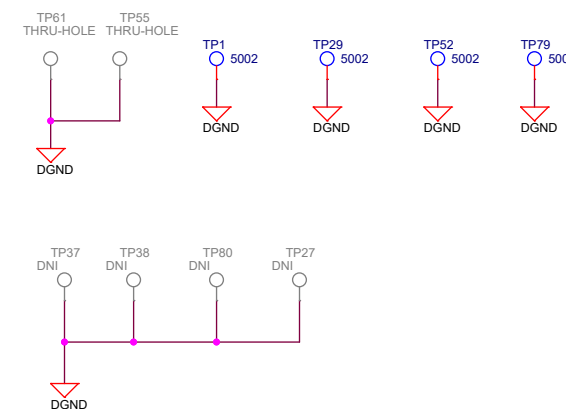 TP61 TP55
THRU-HOLE THRU-HOLE
TP1 TP29 TP52 TP79
5002 5002 5002 500
DGND DGND DGND DGND
DGND
TP37 TP38 TP80 TP27
DNI DNI DNI DNI
DGND